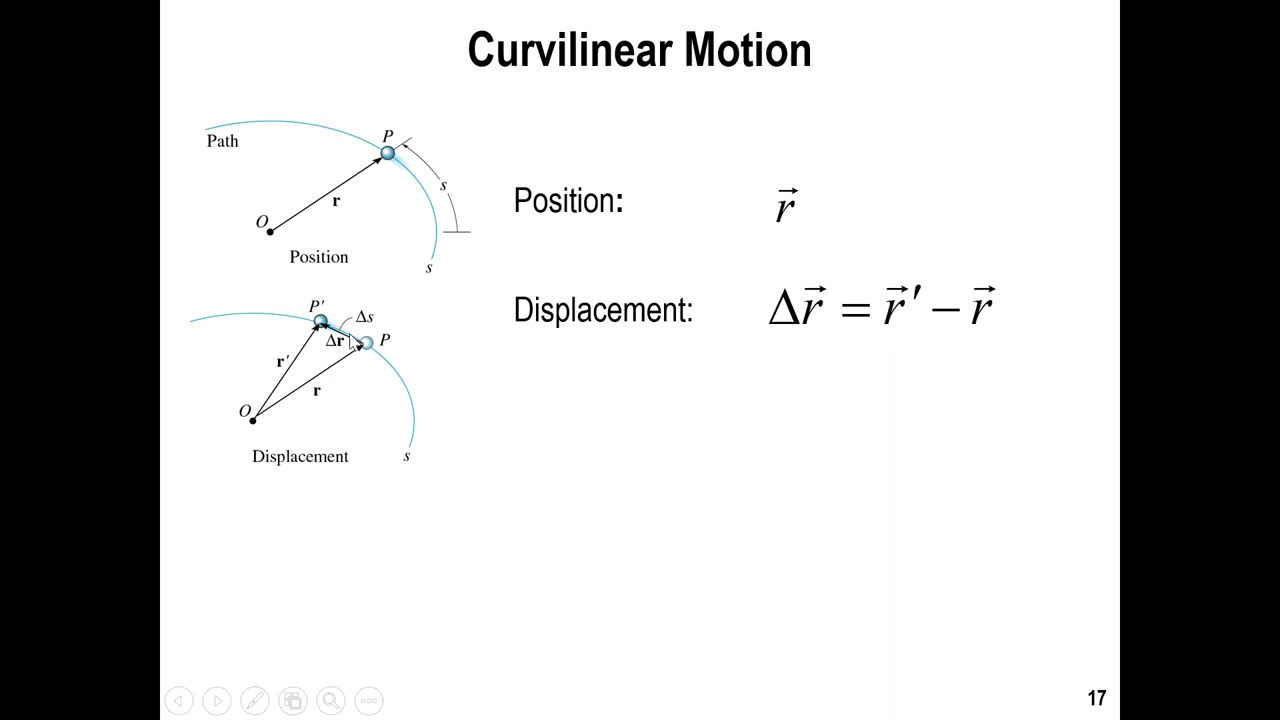 Curvilinear Motion
Path
P
s
r
O
Position
s
Position:
r⃗
P'
Δs
Δr
P
r'
r
O
Displacement
s
Displacement:
Δr⃗ = r⃗ ′ − r⃗
17